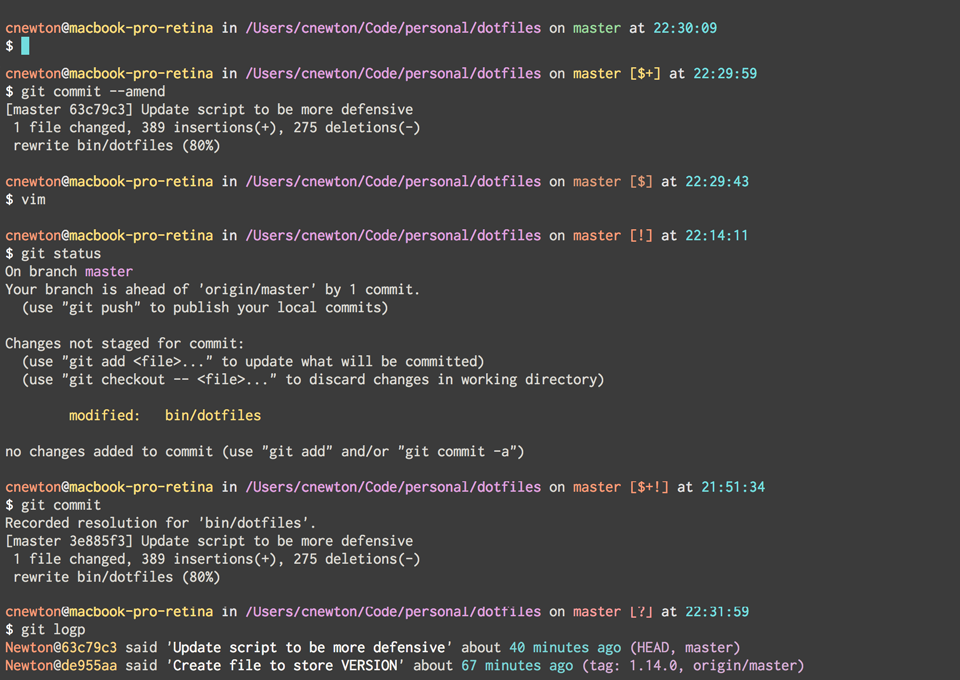 cnewton@macbook-pro-retina in /Users/cnewton/Code/personal/dotfiles on master at 22:30:09
$
cnewton@macbook-pro-retina in /Users/cnewton/Code/personal/dotfiles on master [$+] at 22:29:59
$ git commit --amend
[master 63c79c3] Update script to be more defensive
1 file changed, 389 insertions(+), 275 deletions(-)
rewrite bin/dotfiles (80%)
cnewton@macbook-pro-retina in /Users/cnewton/Code/personal/dotfiles on master [$] at 22:29:43
$ vim
cnewton@macbook-pro-retina in /Users/cnewton/Code/personal/dotfiles on master [!] at 22:14:11
$ git status
On branch master
Your branch is ahead of 'origin/master' by 1 commit.
(use "git push" to publish your local commits)
Changes not staged for commit:
(use "git add <file>..." to update what will be committed)
(use "git checkout -- <file>..." to discard changes in working directory)
modified:   bin/dotfiles
no changes added to commit (use "git add" and/or "git commit -a")
cnewton@macbook-pro-retina in /Users/cnewton/Code/personal/dotfiles on master [$+!] at 21:51:34
$ git commit
Recorded resolution for 'bin/dotfiles'.
[master 3e885f3] Update script to be more defensive
1 file changed, 389 insertions(+), 275 deletions(-)
rewrite bin/dotfiles (80%)
cnewton@macbook-pro-retina in /Users/cnewton/Code/personal/dotfiles on master [?] at 22:31:59
$ git logp
Newton@63c79c3 said 'Update script to be more defensive' about 40 minutes ago (HEAD, master)
Newton@de955aa said 'Create file to store VERSION' about 67 minutes ago (tag: 1.14.0, origin/master)